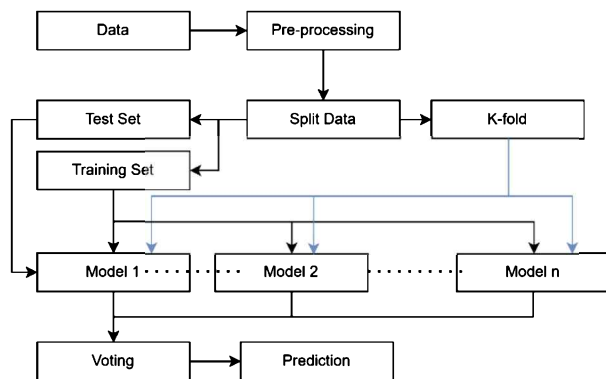 Data
Pre-processing
Test Set
Split Data
K-fold
Training Set
Model 1
Model 2
Model n
Voting
Prediction